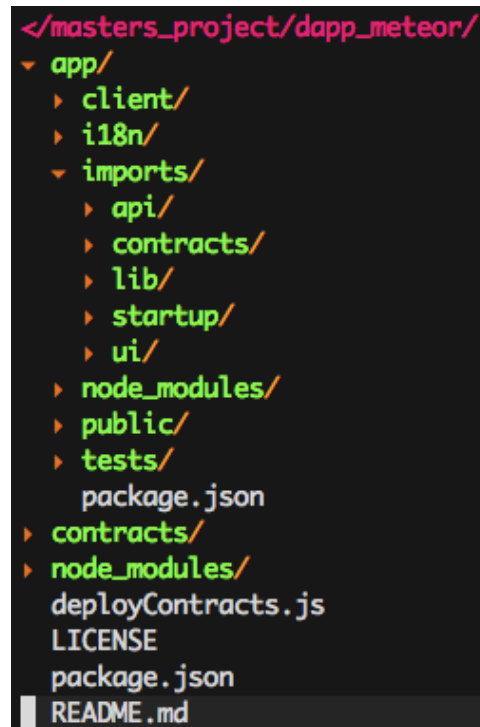 </masters_project/dapp_meteor/
▾ app/
▸ client/
▸ i18n/
▾ imports/
▸ api/
▸ contracts/
▸ lib/
▸ startup/
▸ ui/
▸ node_modules/
▸ public/
▸ tests/
package.json
▸ contracts/
▸ node_modules/
deployContracts.js
LICENSE
package.json
README.md